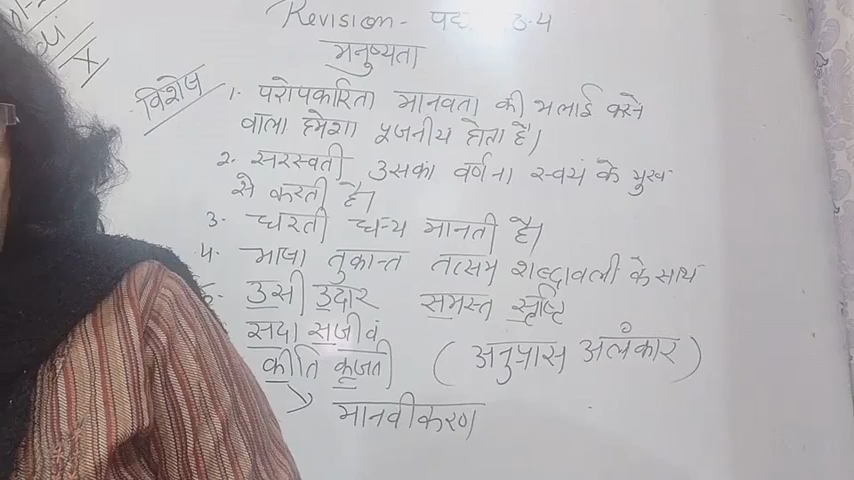 Revision - पद 3-4
मनुष्यता
विशेष
1. परोपकारिता मानवता की भलाई करने
वाला हमेशा पूजनीय होता है।
2. सरस्वती उसका वर्णन। स्वयं के मुख
से करती है।
3. धरती धन्य मानती है।
4. भाषा तुकान्त तत्सम शब्दावली के साथ
उसी उदार समस्त सृष्टि
सदा सजीवं
कीति कूजती (अनुप्रास अलंकार)
मानवीकरण